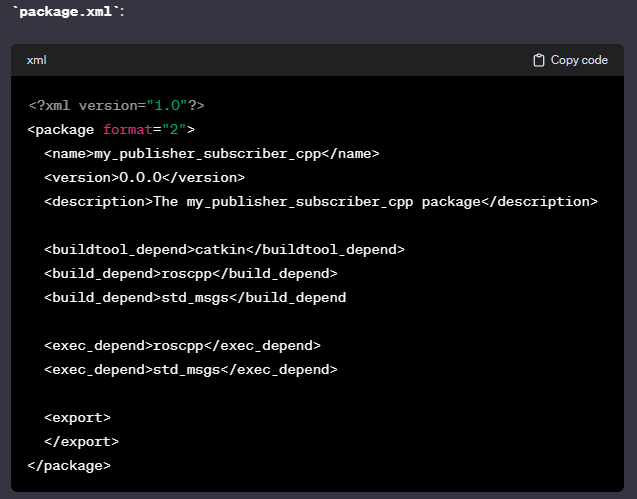 `package.xml`:
xml
Copy code
<?xml version="1.0"?>
<package format="2">
  <name>my_publisher_subscriber_cpp</name>
  <version>0.0.0</version>
  <description>The my_publisher_subscriber_cpp package</description>

  <buildtool_depend>catkin</buildtool_depend>
  <build_depend>roscpp</build_depend>
  <build_depend>std_msgs</build_depend

  <exec_depend>roscpp</exec_depend>
  <exec_depend>std_msgs</exec_depend>

  <export>
  </export>
</package>